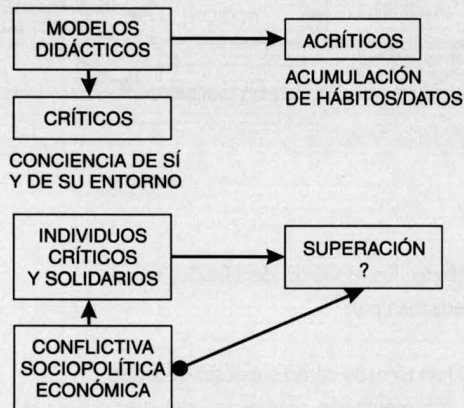 MODELOS
DIDÁCTICOS
ACRÍTICOS
ACUMULACIÓN
DE HÁBITOS/DATOS
CRÍTICOS
CONCIENCIA DE SÍ
Y DE SU ENTORNO
INDIVIDUOS
CRÍTICOS
Y SOLIDARIOS
SUPERACIÓN
?
CONFLICTIVA
SOCIOPOLÍTICA
ECONÓMICA